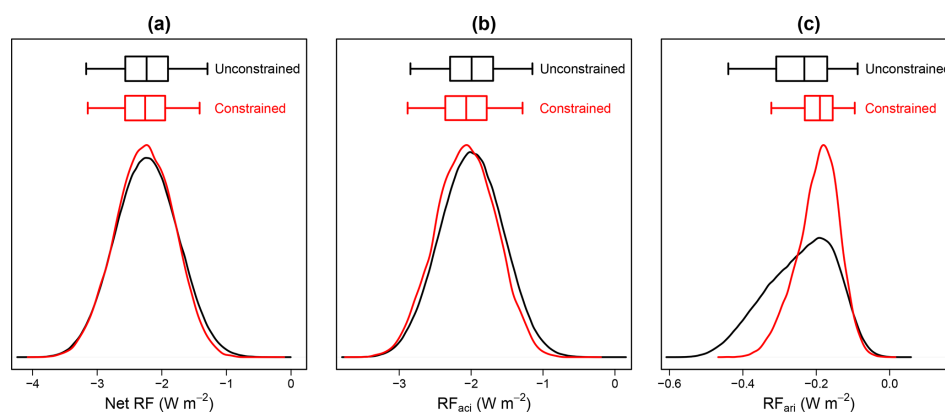 (a)
Unconstrained
Constrained
−4 −3 −2 −1 0
Net RF (W m⁻²)
(b)
Unconstrained
Constrained
−3 −2 −1 0
RFaci (W m⁻²)
(c)
Unconstrained
Constrained
−0.6 −0.4 −0.2 0.0
RFari (W m⁻²)